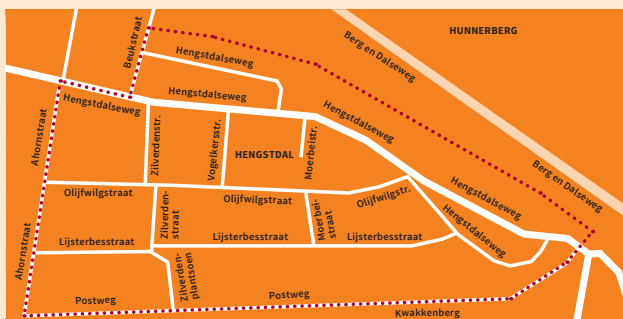 HUNNERBERG
Beukstraat
Berg en Dalseweg
Hengstdalseweg
Hengstdalseweg
Hengstdalseweg
Hengstdalseweg
Ahornstraat
Zilverdenstr.
Vogelkersstr.
HENGSTDAL
Moerbeistr.
Berg en Dalseweg
Hengstdalseweg
Olijfwilgstraat
Olijfwilgstraat
Olijfwilgstr.
Zilverden-
straat
Moerbei-
straat
Hengstdalseweg
Lijsterbesstraat
Lijsterbesstraat
Lijsterbesstraat
Ahornstraat
Zilverden-
plantsoen
Postweg
Postweg
Kwakkenberg